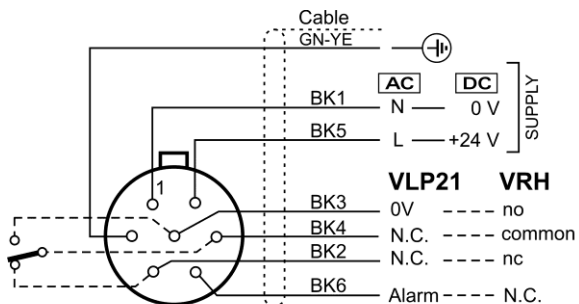 Cable
GN-YE
AC DC
BK1 N 0 V
BK5 L +24 V
SUPPLY
1
VLP21 VRH
BK3 0V no
BK4 N.C. common
BK2 N.C. nc
BK6 Alarm N.C.